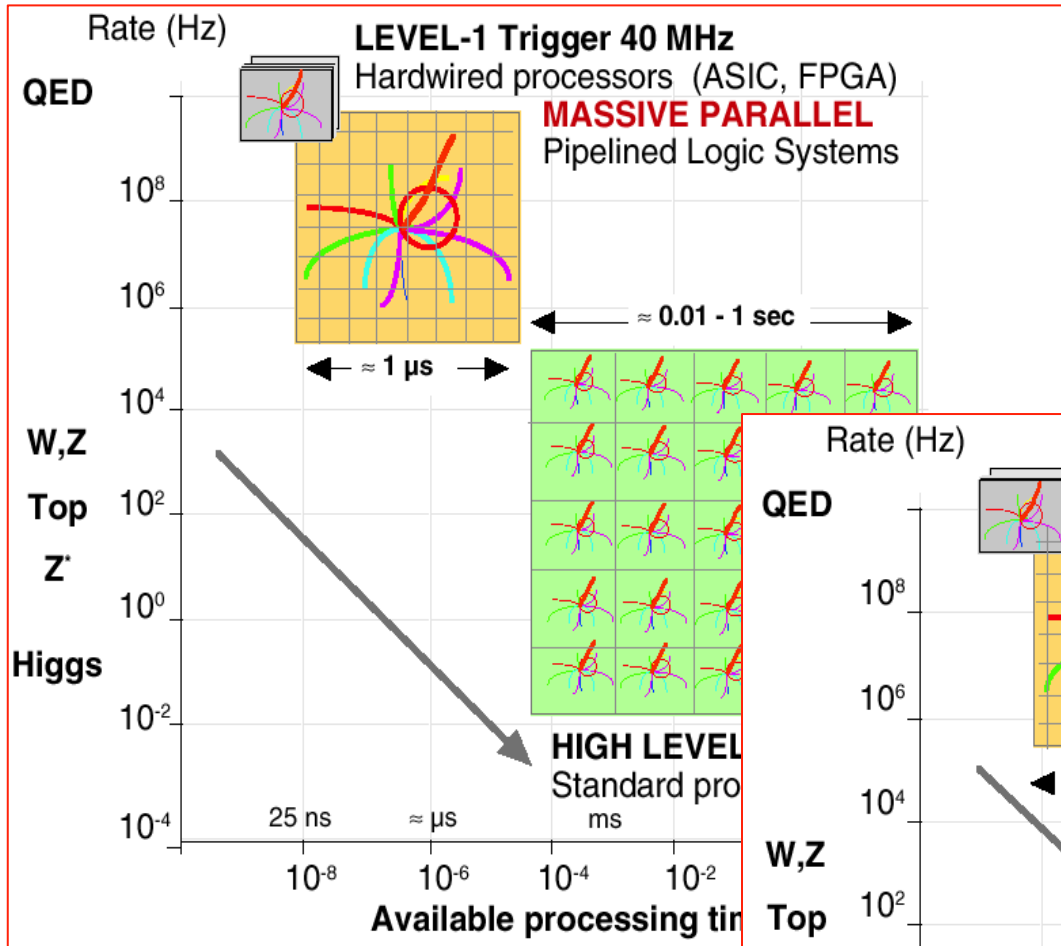 Rate (Hz)
LEVEL-1 Trigger 40 MHz
Hardwired processors (ASIC, FPGA)
QED
MASSIVE PARALLEL
Pipelined Logic Systems
10⁸
10⁶
≈ 0.01 - 1 sec
≈ 1 µs
10⁴
W,Z
10²
Top
Z*
10⁰
Higgs
10⁻²
HIGH LEVEL
Standard
10⁻⁴
25 ns
≈ µs
ms
10⁻⁸
10⁻⁶
10⁻⁴
10⁻²
Available processing
Rate (Hz)
QED
10⁸
10⁶
10⁴
W,Z
10²
Top